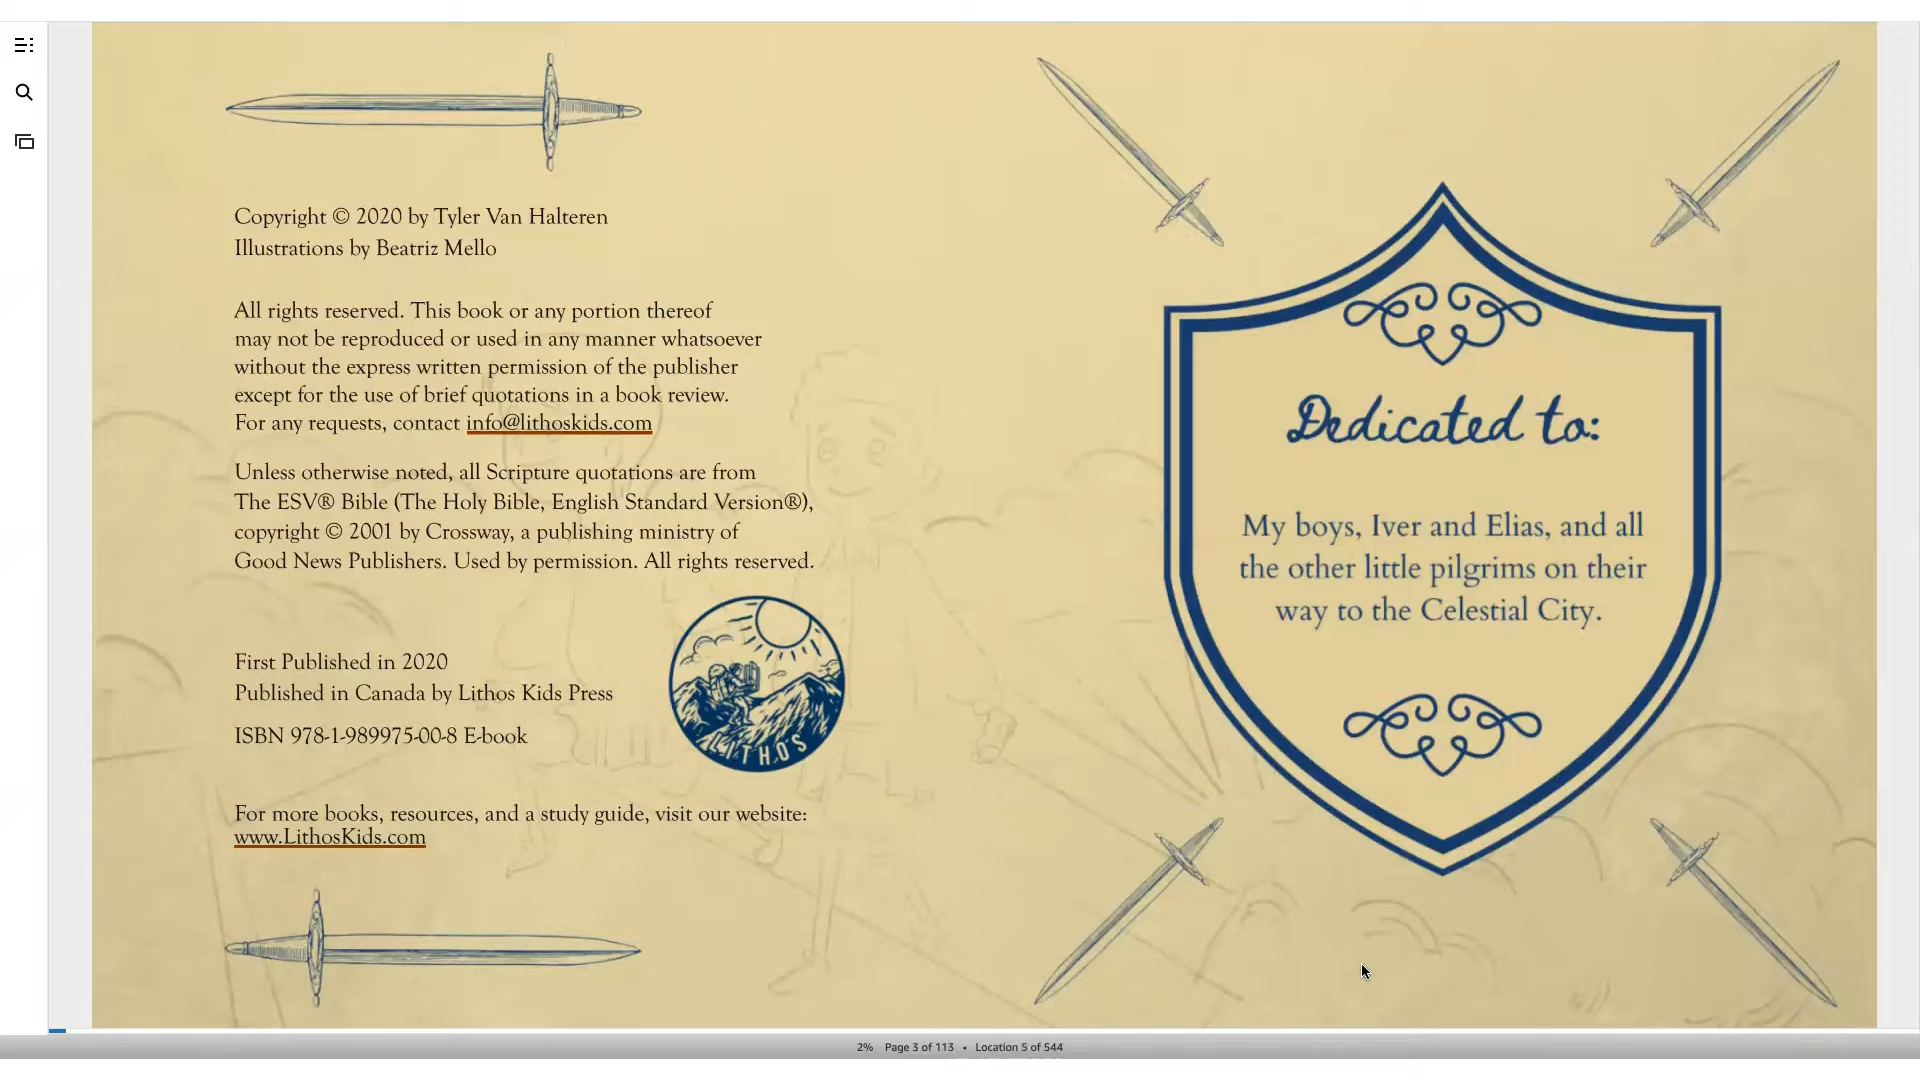 Copyright © 2020 by Tyler Van Halteren
Illustrations by Beatriz Mello
All rights reserved. This book or any portion thereof
may not be reproduced or used in any manner whatsoever
without the express written permission of the publisher
except for the use of brief quotations in a book review.
For any requests, contact info@lithoskids.com
Unless otherwise noted, all Scripture quotations are from
The ESV® Bible (The Holy Bible, English Standard Version®),
copyright © 2001 by Crossway, a publishing ministry of
Good News Publishers. Used by permission. All rights reserved.
First Published in 2020
Published in Canada by Lithos Kids Press
ISBN 978-1-989975-00-8 E-book
LITHOS
For more books, resources, and a study guide, visit our website:
www.LithosKids.com
Dedicated to:
My boys, Iver and Elias, and all
the other little pilgrims on their
way to the Celestial City.
2% Page 3 of 113 • Location 5 of 544